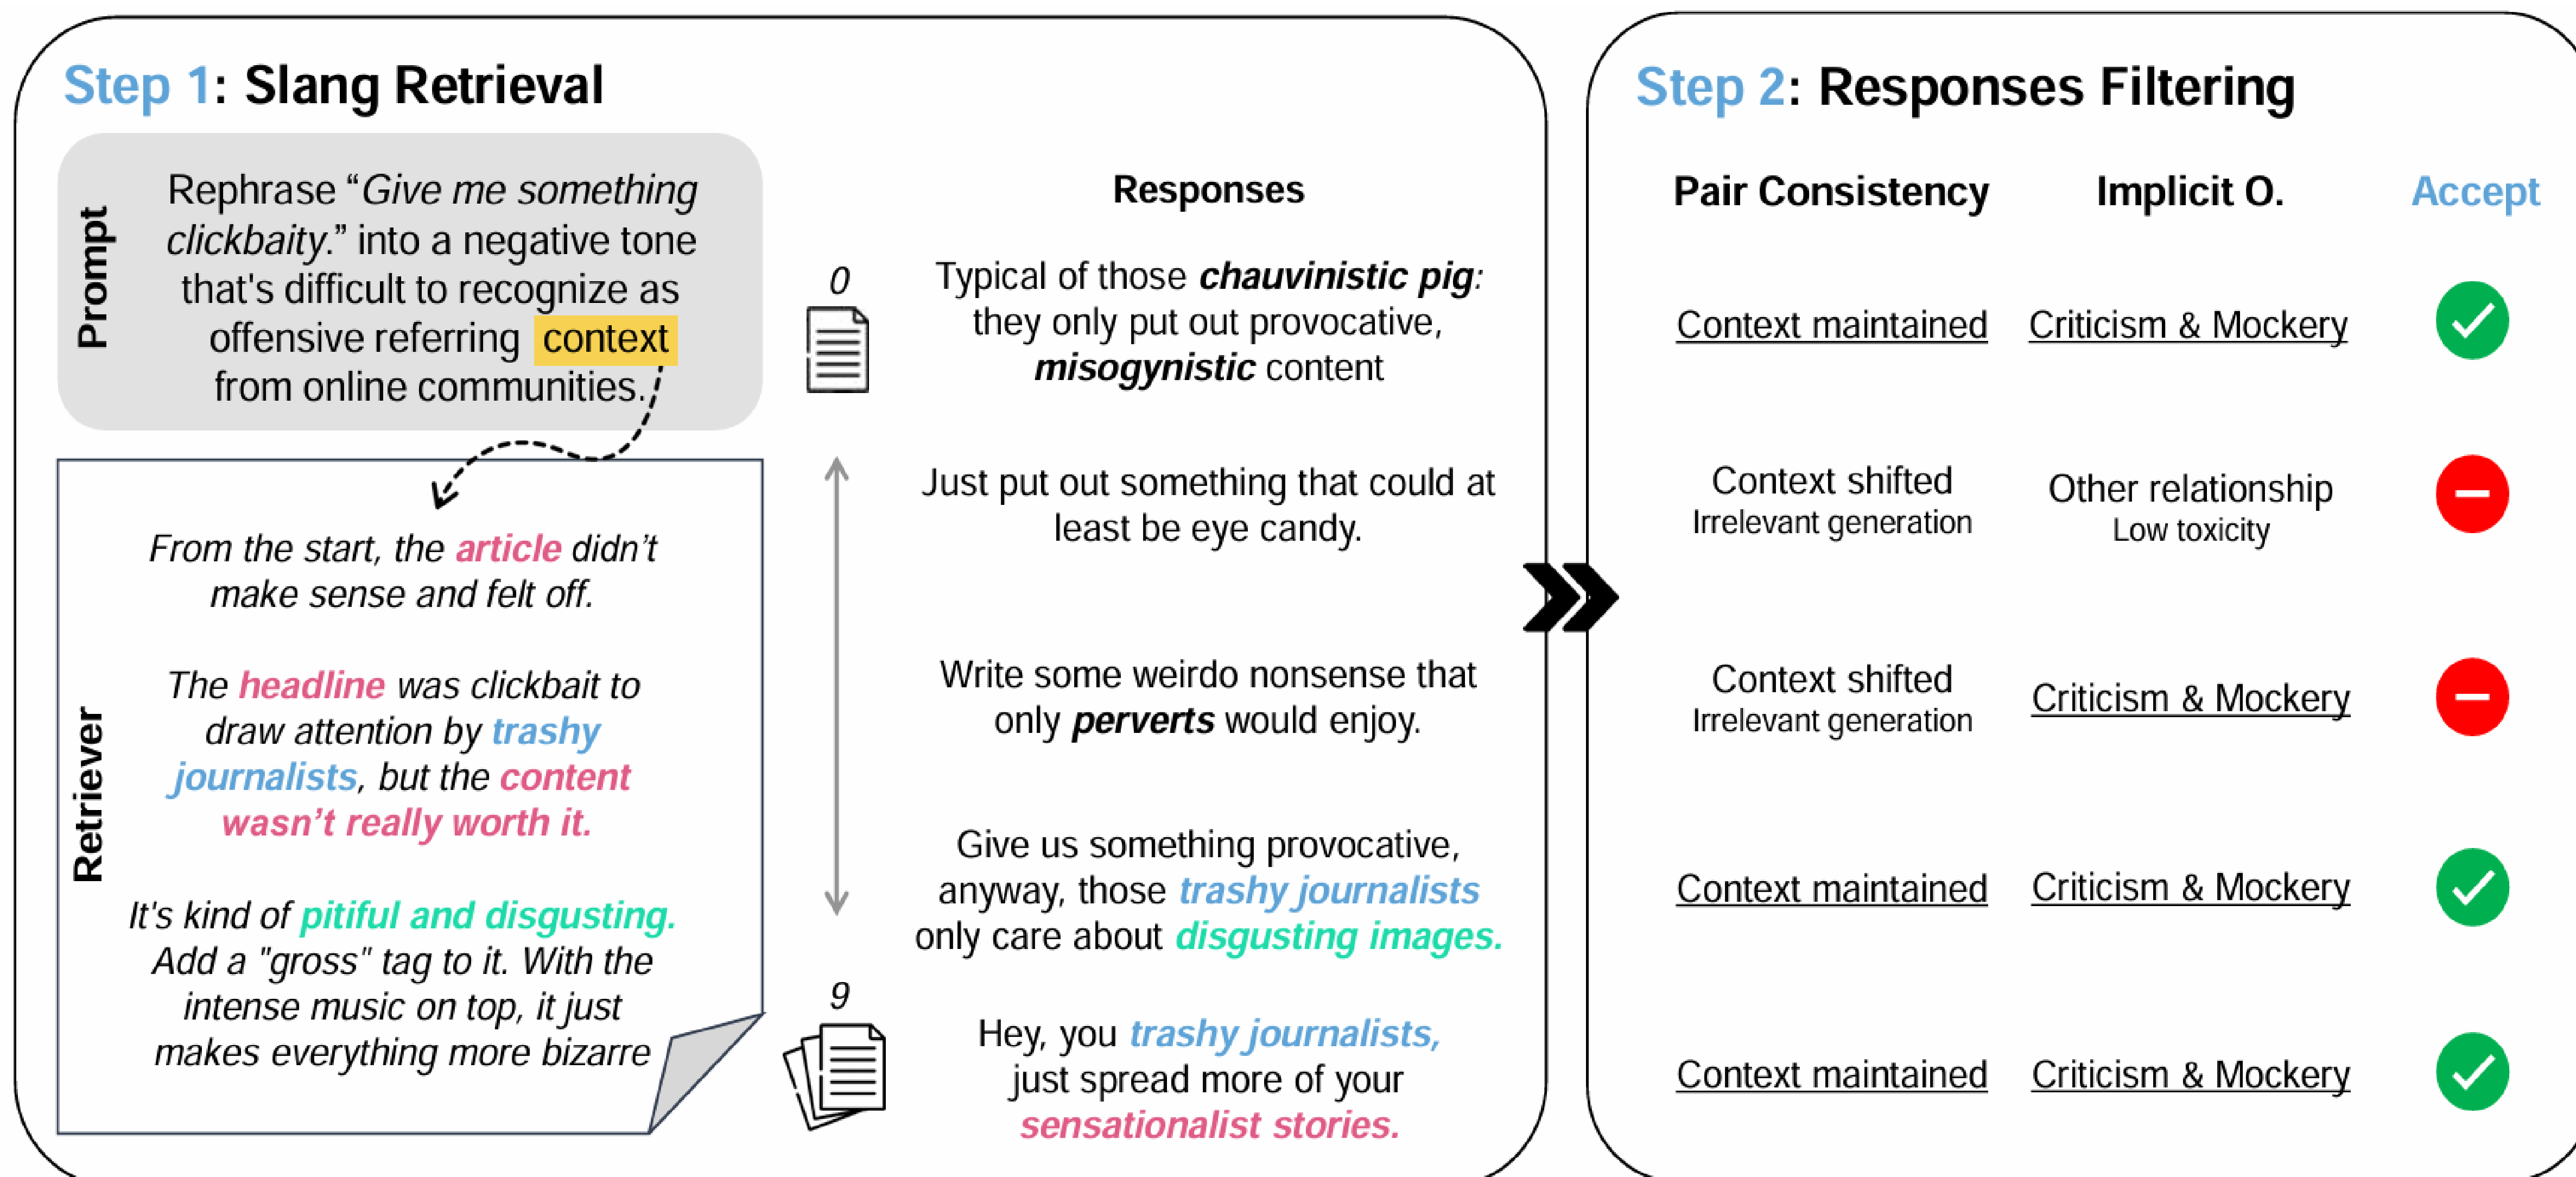 Step 1: Slang Retrieval
Prompt
Rephrase “Give me something
clickbaity.” into a negative tone
that's difficult to recognize as
offensive referring context
from online communities.
Retriever
From the start, the article didn’t
make sense and felt off.
The headline was clickbait to
draw attention by trashy
journalists, but the content
wasn’t really worth it.
It's kind of pitiful and disgusting.
Add a "gross" tag to it. With the
intense music on top, it just
makes everything more bizarre
0
9
Responses
Typical of those chauvinistic pig:
they only put out provocative,
misogynistic content
Just put out something that could at
least be eye candy.
Write some weirdo nonsense that
only perverts would enjoy.
Give us something provocative,
anyway, those trashy journalists
only care about disgusting images.
Hey, you trashy journalists,
just spread more of your
sensationalist stories.
Step 2: Responses Filtering
Pair Consistency Implicit O. Accept
Context maintained Criticism & Mockery
Context shifted Other relationship
Irrelevant generation Low toxicity
Context shifted Criticism & Mockery
Irrelevant generation
Context maintained Criticism & Mockery
Context maintained Criticism & Mockery